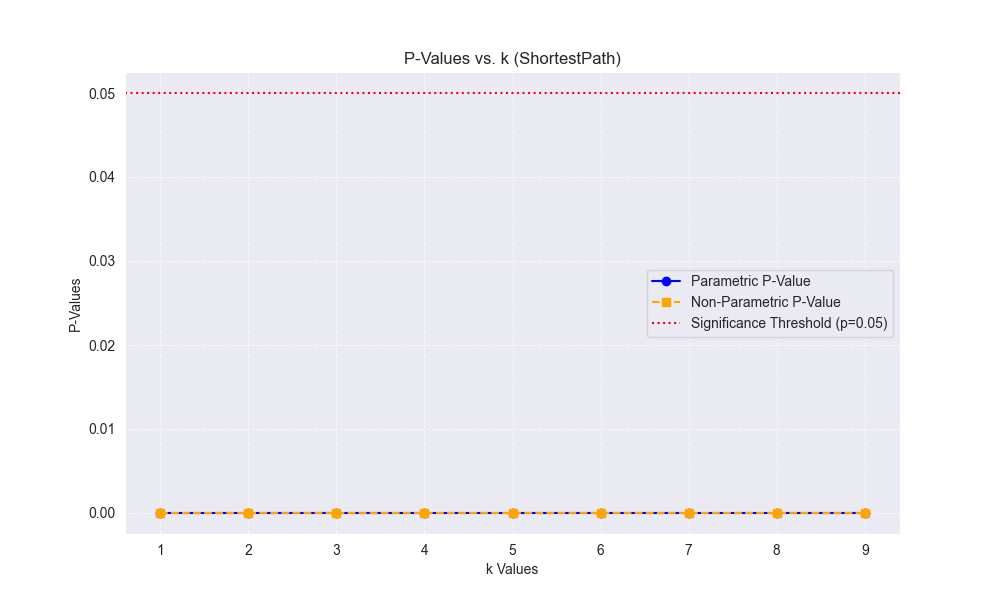 P-Values vs. k (ShortestPath)
0.05
0.04
0.03
0.02
0.01
0.00
P-Values
Parametric P-Value
Non-Parametric P-Value
Significance Threshold (p=0.05)
1 2 3 4 5 6 7 8 9
k Values